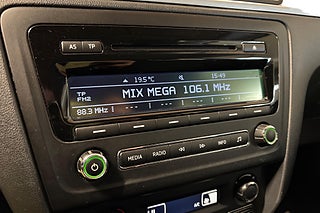 AS TP
19.5°C 15:49
TP
FM2
MIX MEGA 106.1 MHz
88.3 MHz
MEDIA RADIO INFO